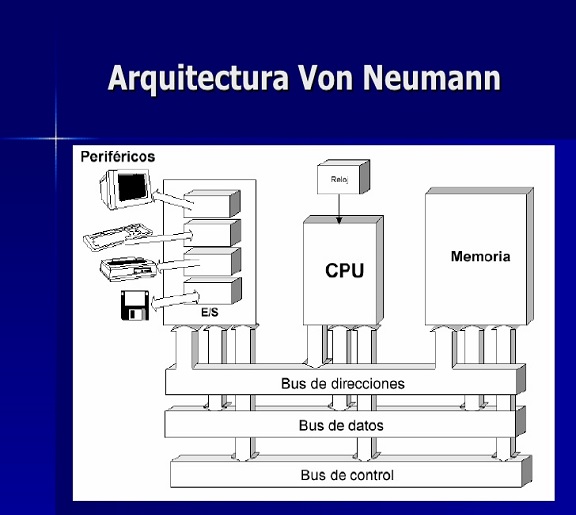 Arquitectura Von Neumann
Periféricos
Reloj
CPU
Memoria
E/S
Bus de direcciones
Bus de datos
Bus de control